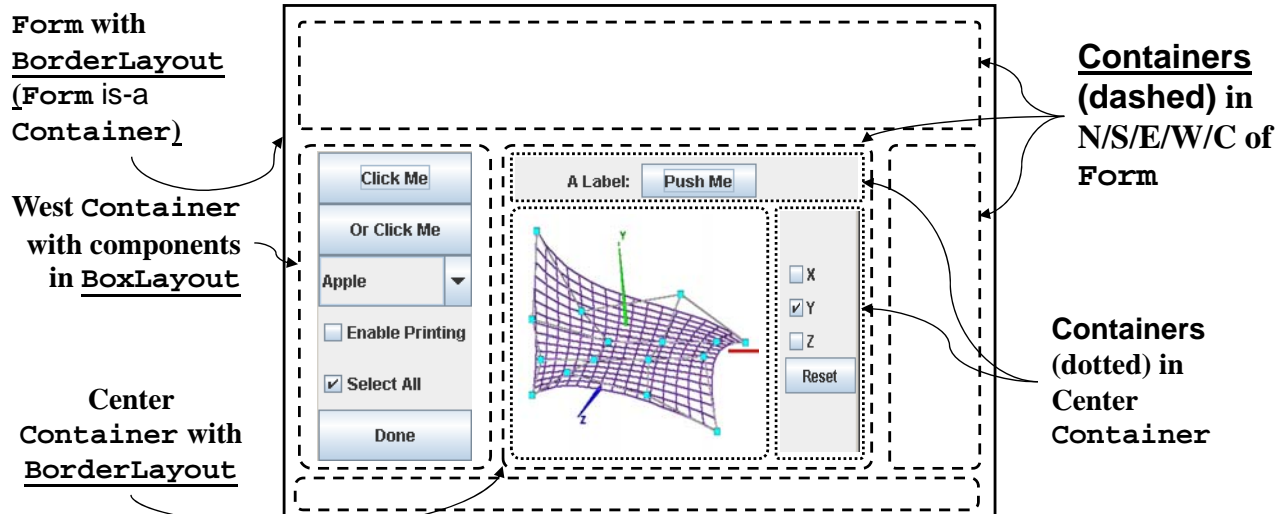 Form with
BorderLayout
(Form is-a
Container)
West Container
with components
in BoxLayout
Center
Container with
BorderLayout
Click Me
Or Click Me
Apple
Enable Printing
Select All
Done
A Label: Push Me
Y
Z
X
Y
Z
Reset
Containers
(dashed) in
N/S/E/W/C of
Form
Containers
(dotted) in
Center
Container